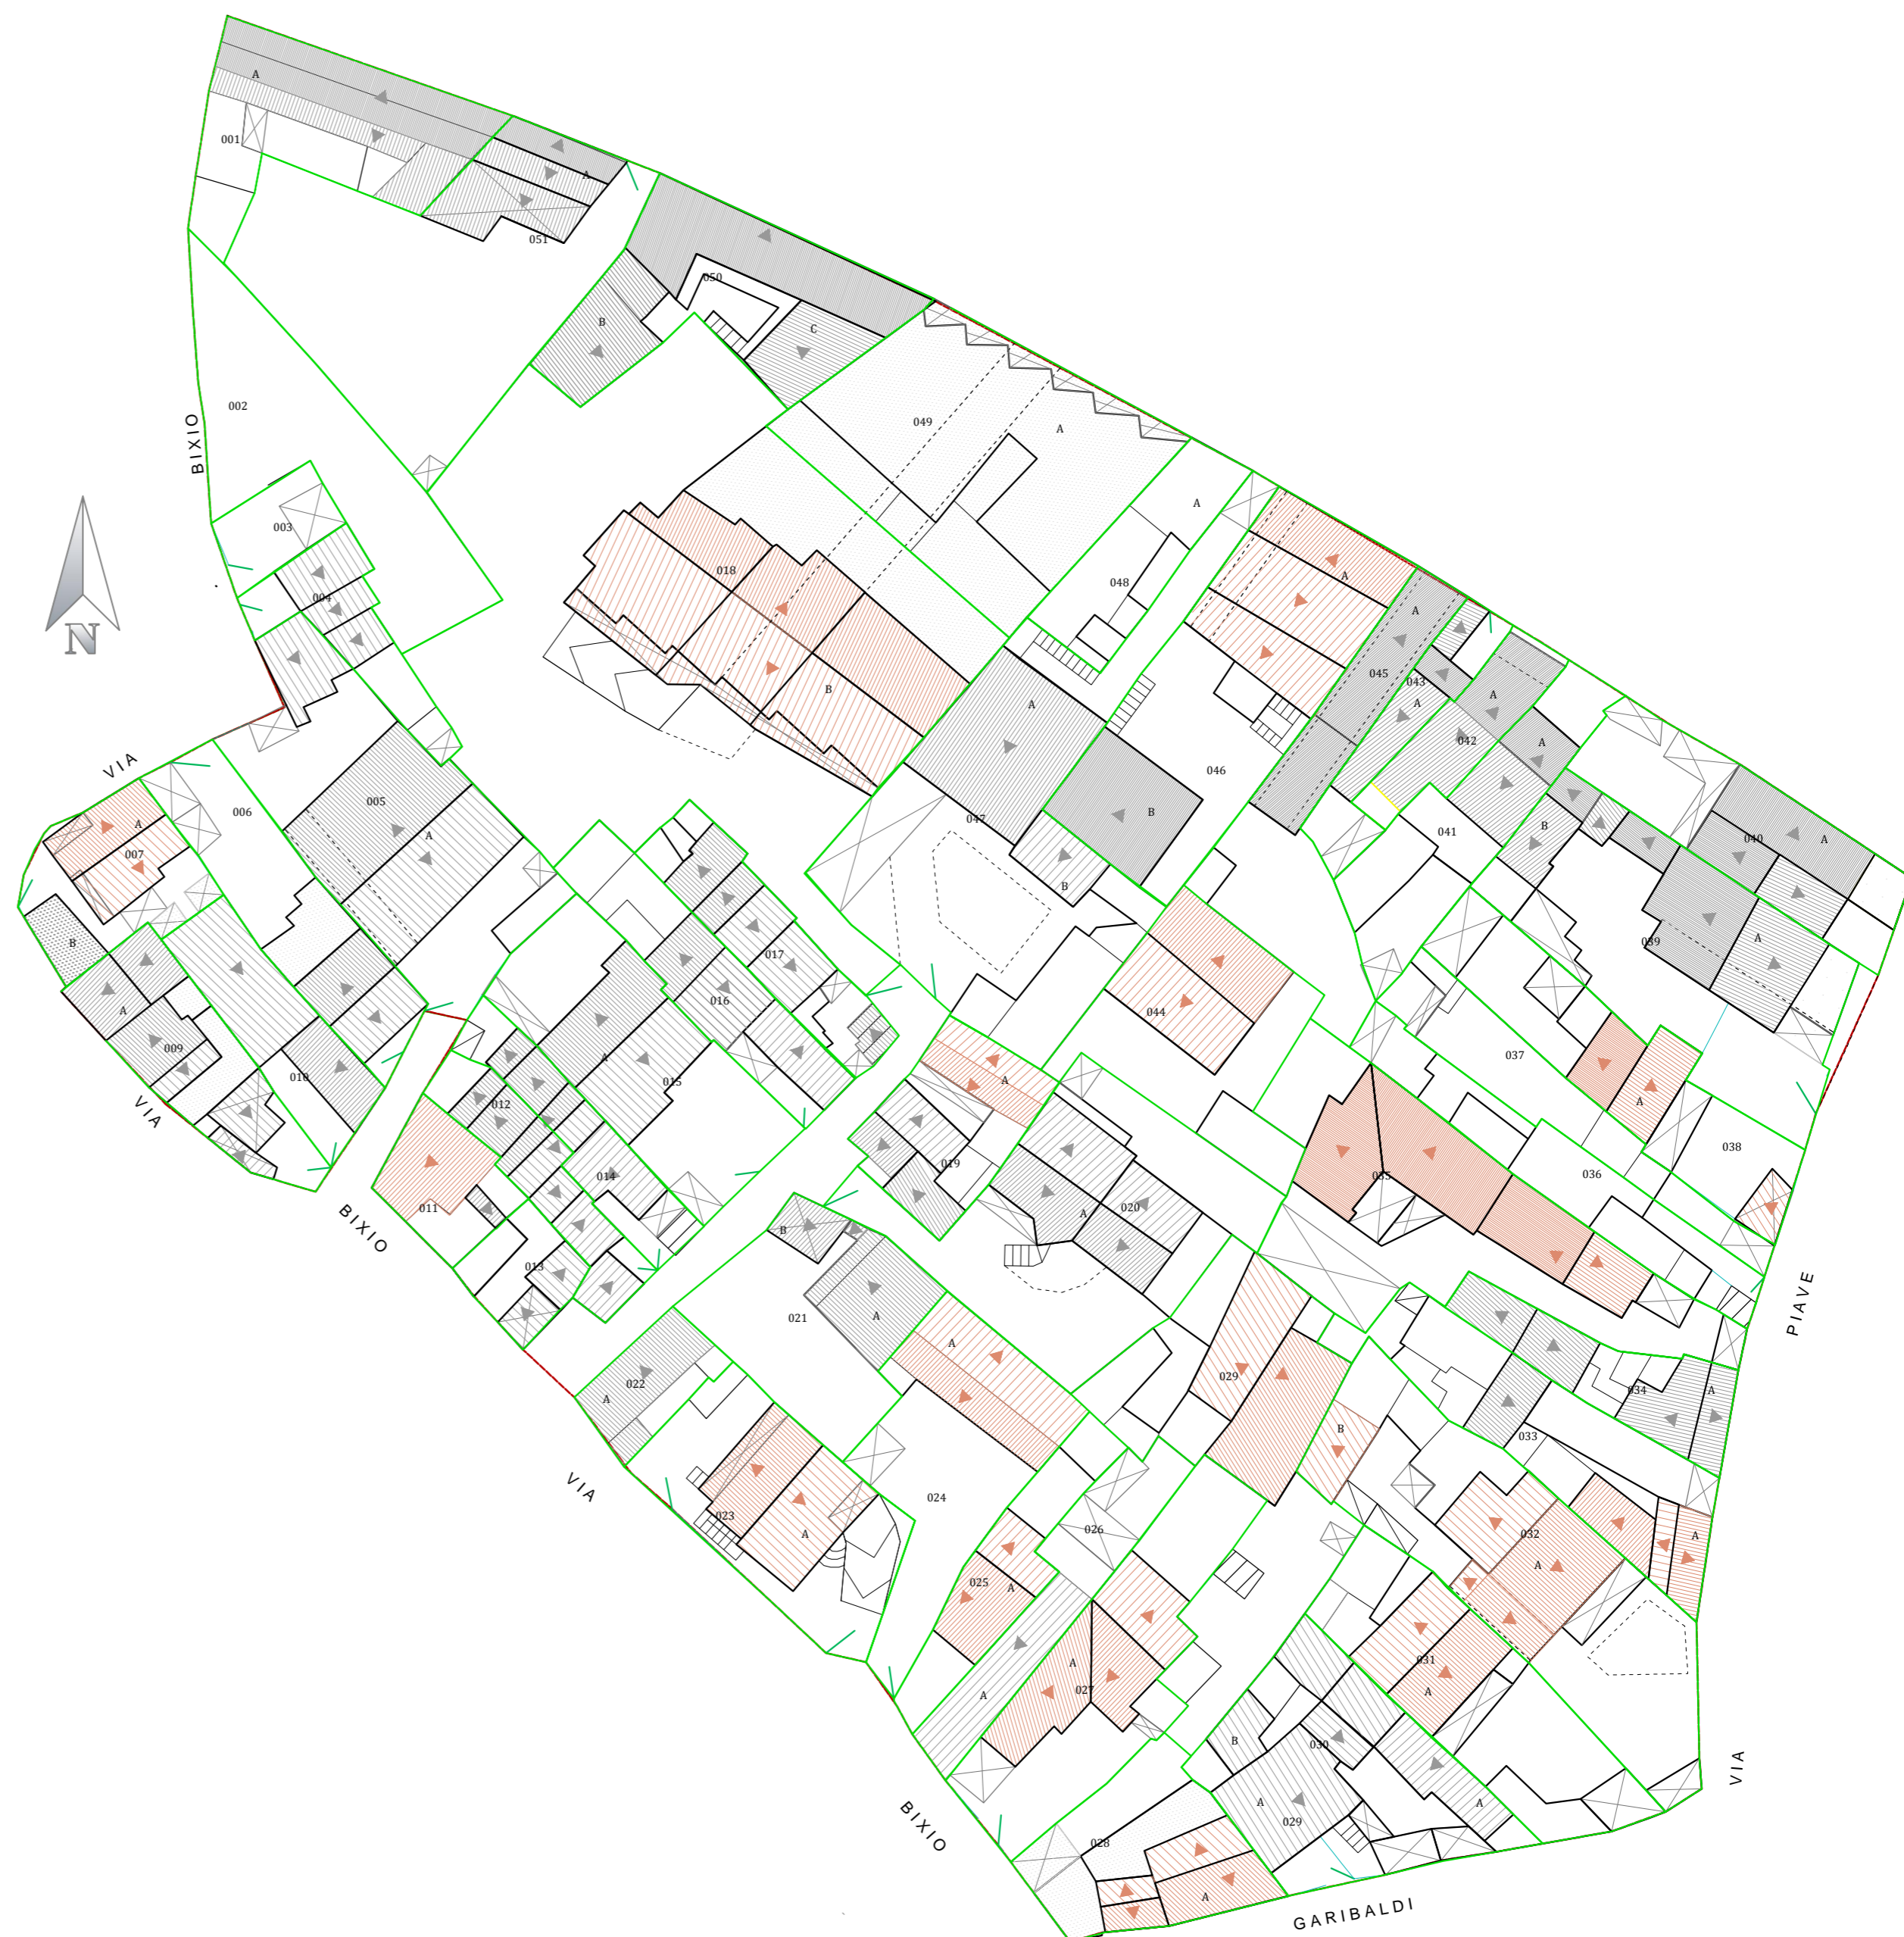 A
001
A
051
050
B
C
002
BIXIO
049
A
A
003
018
048
A
A
004
045
043
A
A
B
A
046
042
A
VIA
005
006
A
047
B
041
B
040
A
A
007
B
017
039
A
B
016
A
044
009
A
037
010
015
A
A
012
VIA
038
019
014
036
035
020
A
011
B
BIXIO
013
021
A
PIAVE
A
022
A
029
034
A
B
033
024
023
A
026
032
A
A
025
A
A
027
031
A
A
B
030
VIA
A
029
A
VIA
BIXIO
028
A
GARIBALDI
N